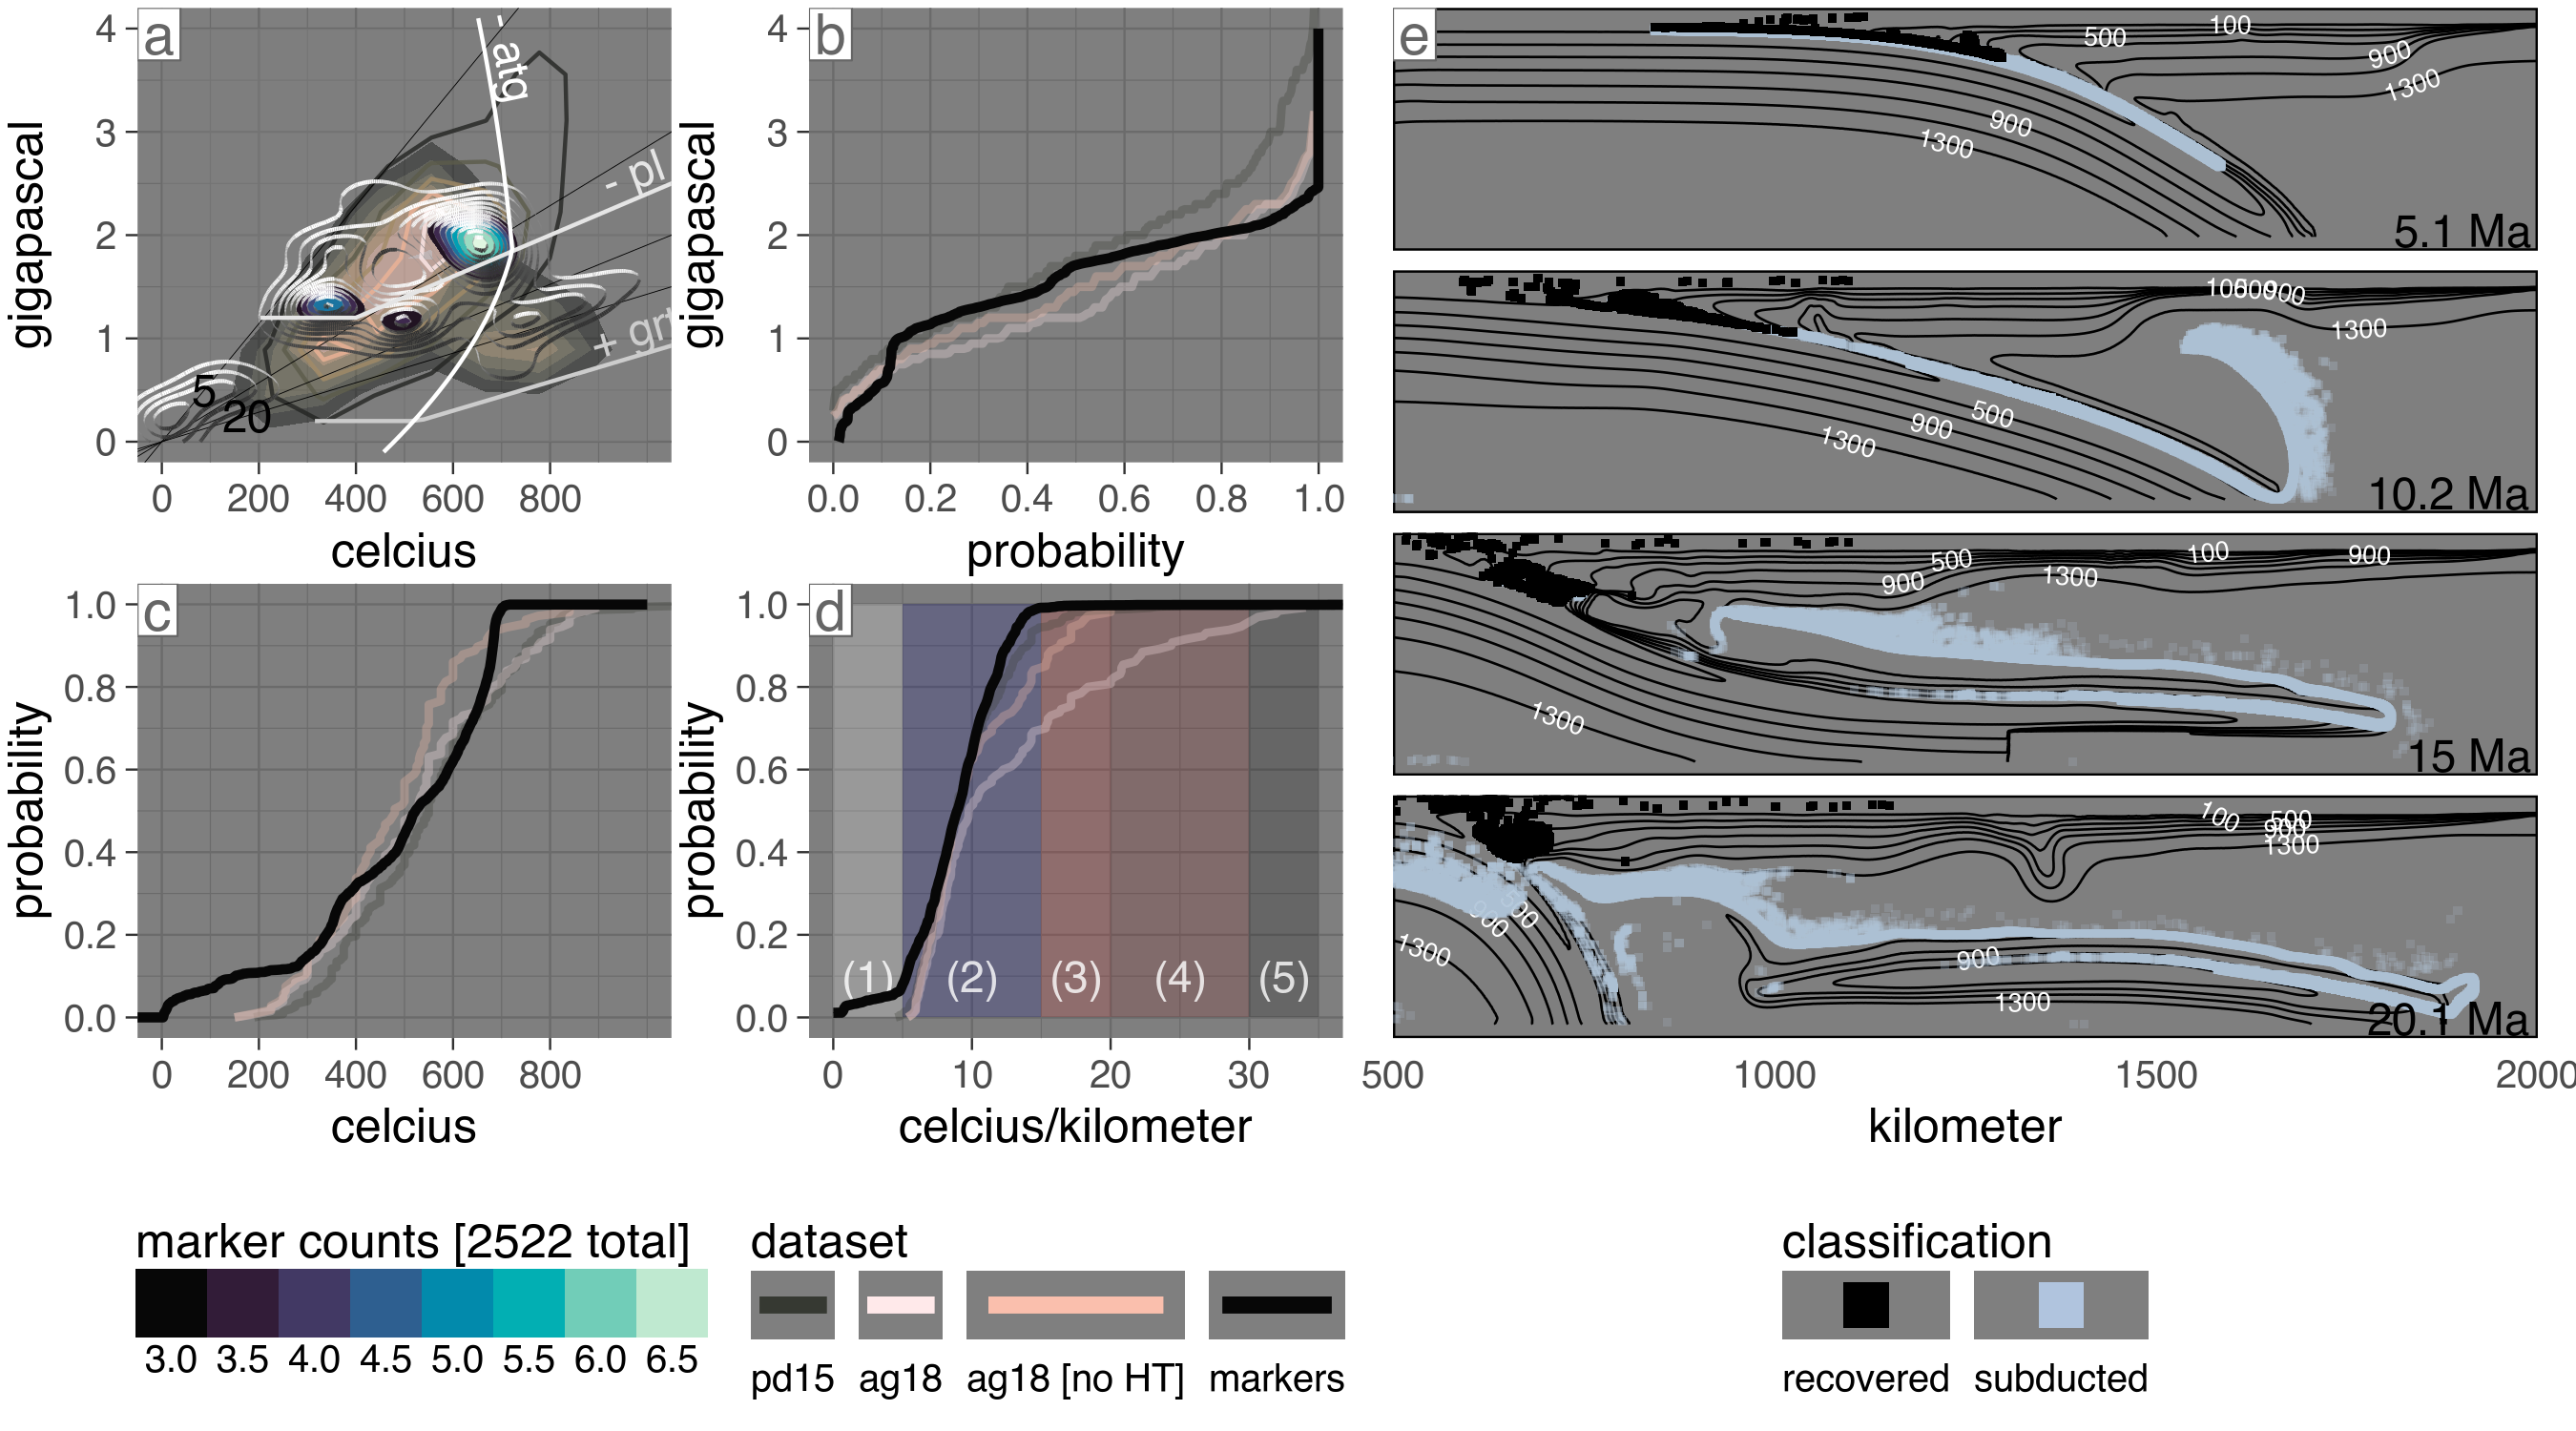 a
4
3
2
1
0
gigapascal
- atg
- pl
+ grt
5
20
0 200 400 600 800
celcius
b
4
3
2
1
0
gigapascal
0.0 0.2 0.4 0.6 0.8 1.0
probability
c
1.0
0.8
0.6
0.4
0.2
0.0
probability
0 200 400 600 800
celcius
d
1.0
0.8
0.6
0.4
0.2
0.0
probability
(1) (2) (3) (4) (5)
0 10 20 30
celcius/kilometer
e
100
500
900
1300
900
1300
5.1 Ma
900
1300
500
900
1300
10.2 Ma
500
100
900
900
1300
1300
15 Ma
100
500
900
1300
900
1300
900
1300
20.1 Ma
500 1000 1500 2000
kilometer
marker counts [2522 total]
3.0 3.5 4.0 4.5 5.0 5.5 6.0 6.5
dataset
pd15 ag18 ag18 [no HT] markers
classification
recovered subducted